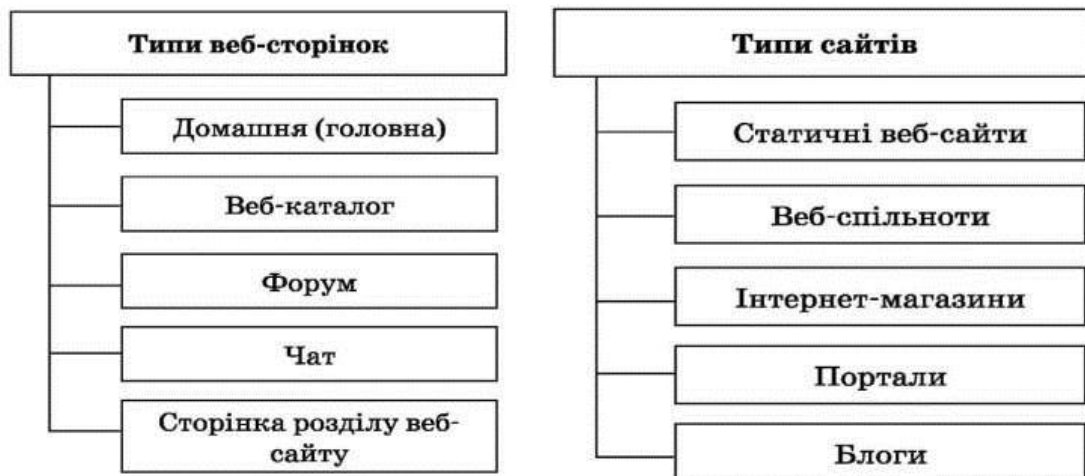 Типи веб-сторінок
Домашня (головна)
Веб-каталог
Форум
Чат
Сторінка розділу веб-
сайту
Типи сайтів
Статичні веб-сайти
Веб-спільноти
Інтернет-магазини
Портали
Блоги